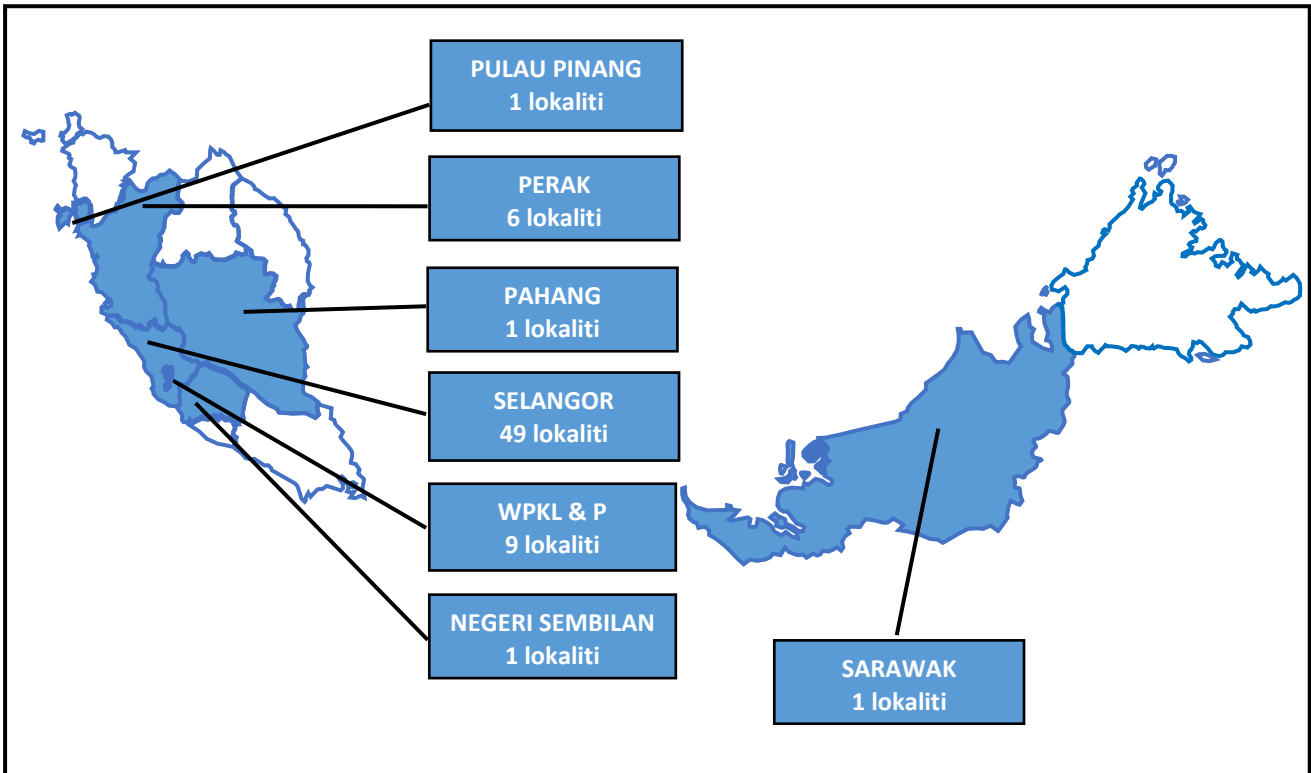 PULAU PINANG
1 lokaliti
PERAK
6 lokaliti
PAHANG
1 lokaliti
SELANGOR
49 lokaliti
WPKL & P
9 lokaliti
NEGERI SEMBILAN
1 lokaliti
SARAWAK
1 lokaliti